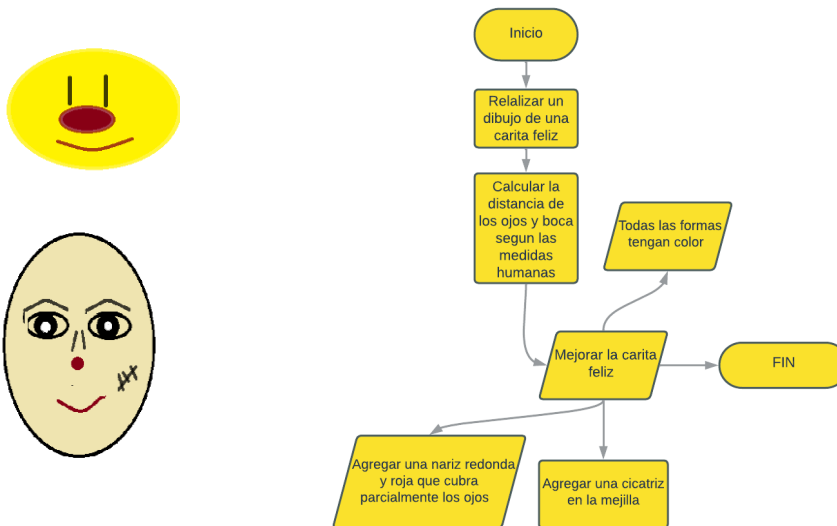 Inicio
Relalizar un
dibujo de una
carita feliz
Calcular la
distancia de
los ojos y boca
segun las
medidas
humanas
Todas las formas
tengan color
Mejorar la carita
feliz
FIN
Agregar una nariz redonda
y roja que cubra
parcialmente los ojos
Agregar una cicatriz
en la mejilla